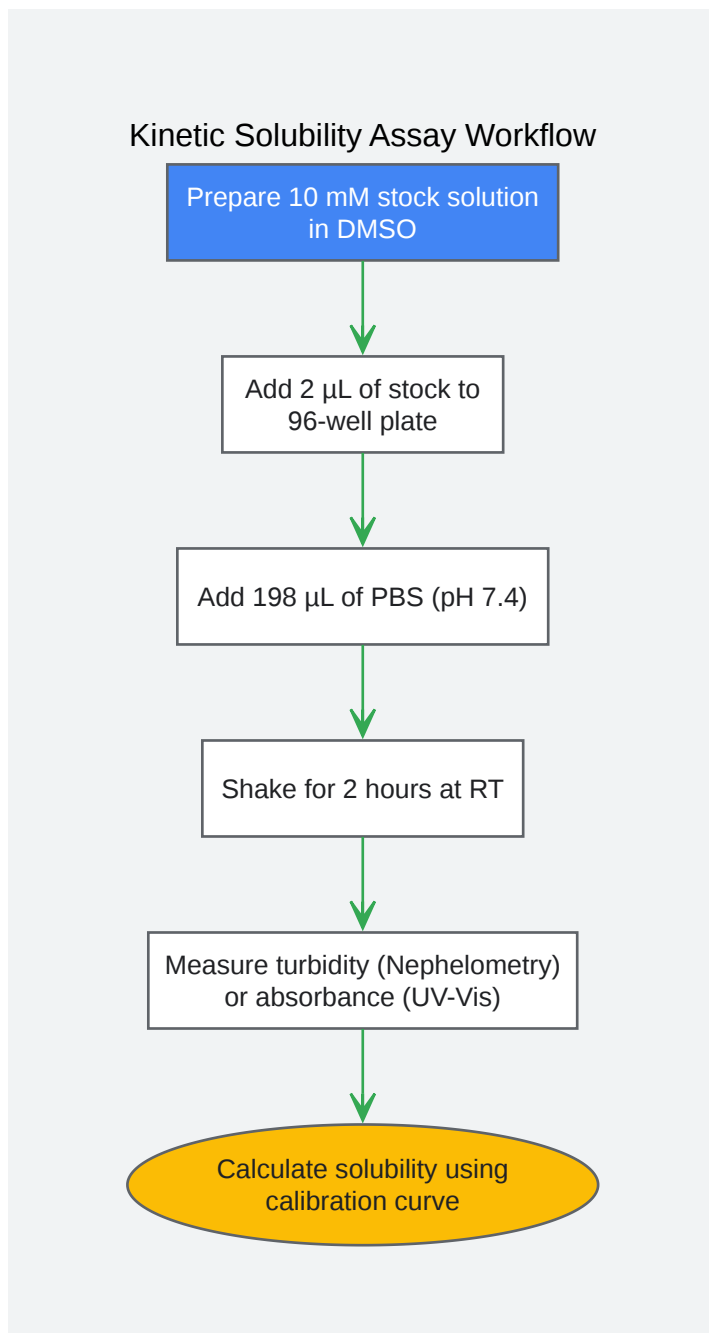 Kinetic Solubility Assay Workflow
Prepare 10 mM stock solution
in DMSO
Add 2 µL of stock to
96-well plate
Add 198 µL of PBS (pH 7.4)
Shake for 2 hours at RT
Measure turbidity (Nephelometry)
or absorbance (UV-Vis)
Calculate solubility using
calibration curve